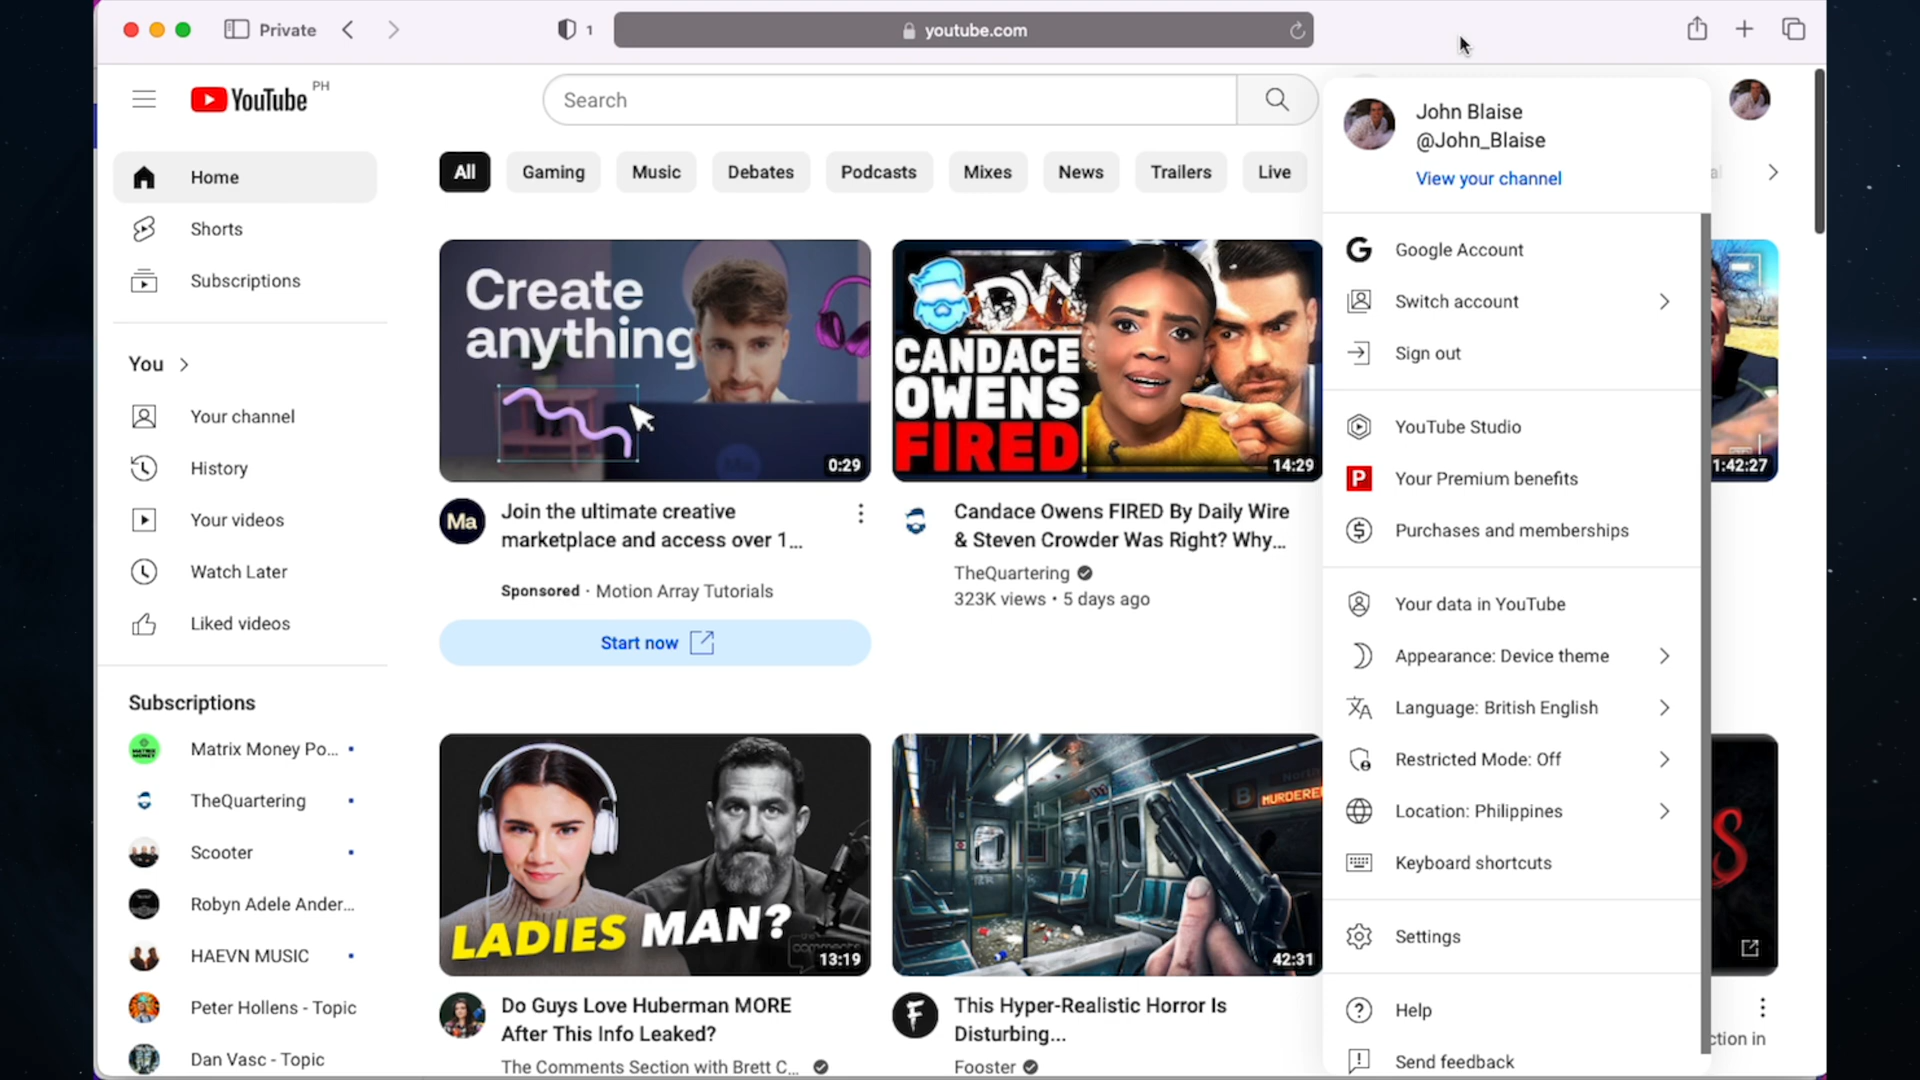 Private
1
youtube.com
YouTube PH
Search
John Blaise
@John_Blaise
View your channel
Home
Shorts
Subscriptions
You
Your channel
History
Your videos
Watch Later
Liked videos
Subscriptions
Matrix Money Po...
TheQuartering
Scooter
Robyn Adele Ander...
HAEVN MUSIC
Peter Hollens - Topic
Dan Vasc - Topic
All
Gaming
Music
Debates
Podcasts
Mixes
News
Trailers
Live
Create
anything
0:29
Ma
Join the ultimate creative
marketplace and access over 1...
Sponsored · Motion Array Tutorials
Start now
DW
CANDACE
OWENS
FIRED
14:29
Candace Owens FIRED By Daily Wire
& Steven Crowder Was Right? Why...
TheQuartering
323K views • 5 days ago
1:42:27
LADIES MAN?
13:19
Do Guys Love Huberman MORE
After This Info Leaked?
The Comments Section with Brett C...
B MURDERE
42:31
This Hyper-Realistic Horror Is
Disturbing...
Fooster
ction in
Google Account
Switch account
Sign out
YouTube Studio
P
Your Premium benefits
Purchases and memberships
Your data in YouTube
Appearance: Device theme
Language: British English
Restricted Mode: Off
Location: Philippines
Keyboard shortcuts
Settings
Help
Send feedback